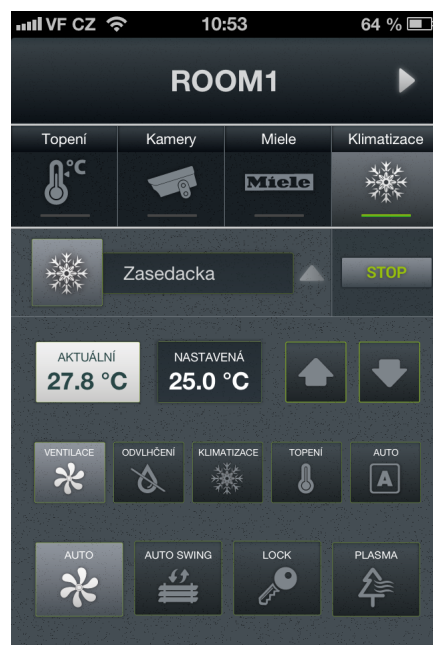 VF CZ 10:53 64 %
ROOM1
Topení Kamery Miele Klimatizace
°C Miele
Zasedacka STOP
AKTUÁLNÍ NASTAVENÁ
27.8 °C 25.0 °C
VENTILACE ODVLHČENÍ KLIMATIZACE TOPENÍ AUTO
A
AUTO AUTO SWING LOCK PLASMA